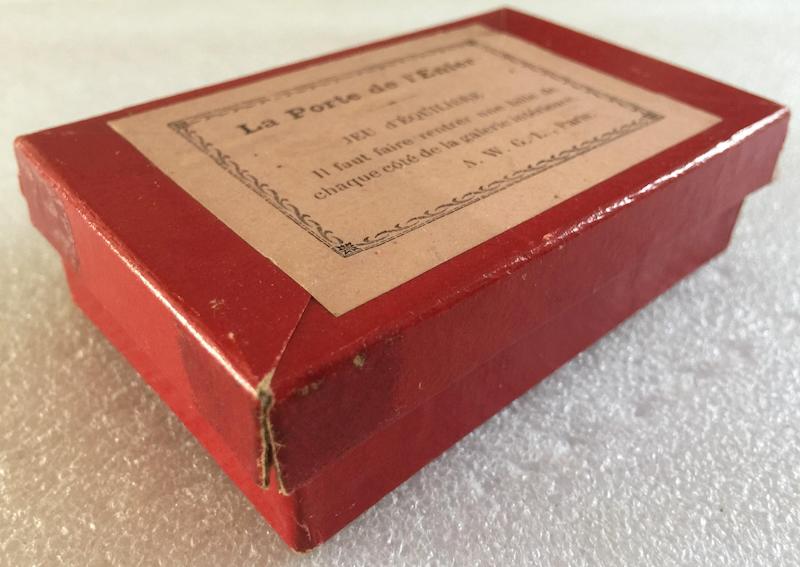 La Porte de l'Enfer
JEU d'ÉQUILIBRE
Il faut faire rentrer une bille de
chaque côté de la galerie intérieure
A. W. G.-L., Paris